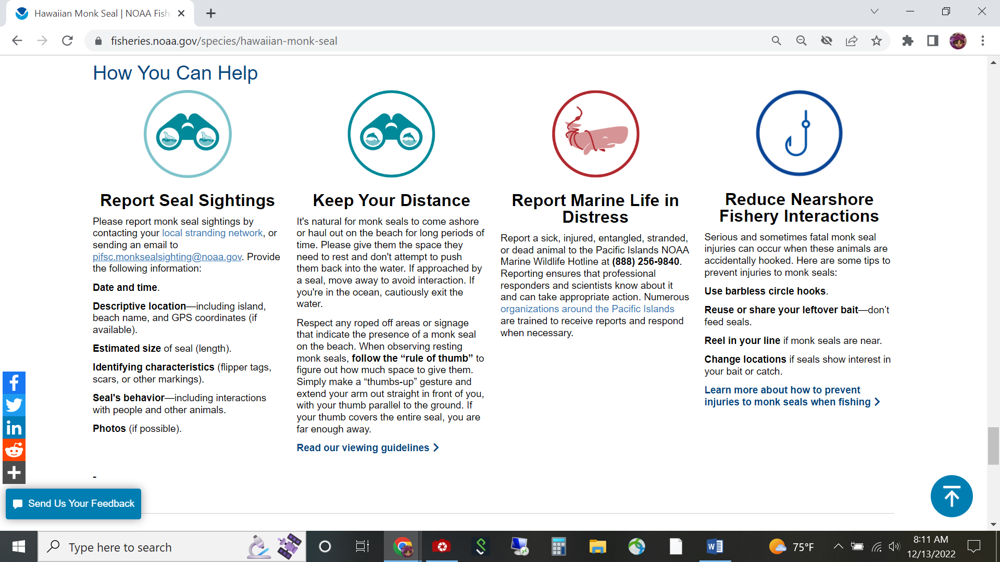 Hawaiian Monk Seal | NOAA Fish
fisheries.noaa.gov/species/hawaiian-monk-seal
How You Can Help
Report Seal Sightings
Please report monk seal sightings by
contacting your local stranding network, or
sending an email to
pifsc.monksealsighting@noaa.gov. Provide
the following information:
Date and time.
Descriptive location—including island,
beach name, and GPS coordinates (if
available).
Estimated size of seal (length).
Identifying characteristics (flipper tags,
scars, or other markings).
Seal's behavior—including interactions
with people and other animals.
Photos (if possible).
-
Keep Your Distance
It's natural for monk seals to come ashore
or haul out on the beach for long periods of
time. Please give them the space they
need to rest and don't attempt to push
them back into the water. If approached by
a seal, move away to avoid interaction. If
you're in the ocean, cautiously exit the
water.
Respect any roped off areas or signage
that indicate the presence of a monk seal
on the beach. When observing resting
monk seals, follow the “rule of thumb” to
figure out how much space to give them.
Simply make a “thumbs-up” gesture and
extend your arm out straight in front of you,
with your thumb parallel to the ground. If
your thumb covers the entire seal, you are
far enough away.
Read our viewing guidelines
Report Marine Life in
Distress
Report a sick, injured, entangled, stranded,
or dead animal to the Pacific Islands NOAA
Marine Wildlife Hotline at (888) 256-9840.
Reporting ensures that professional
responders and scientists know about it
and can take appropriate action. Numerous
organizations around the Pacific Islands
are trained to receive reports and respond
when necessary.
Reduce Nearshore
Fishery Interactions
Serious and sometimes fatal monk seal
injuries can occur when these animals are
accidentally hooked. Here are some tips to
prevent injuries to monk seals:
Use barbless circle hooks.
Reuse or share your leftover bait—don’t
feed seals.
Reel in your line if monk seals are near.
Change locations if seals show interest in
your bait or catch.
Learn more about how to prevent
injuries to monk seals when fishing
Send Us Your Feedback
Type here to search
75°F
8:11 AM
12/13/2022